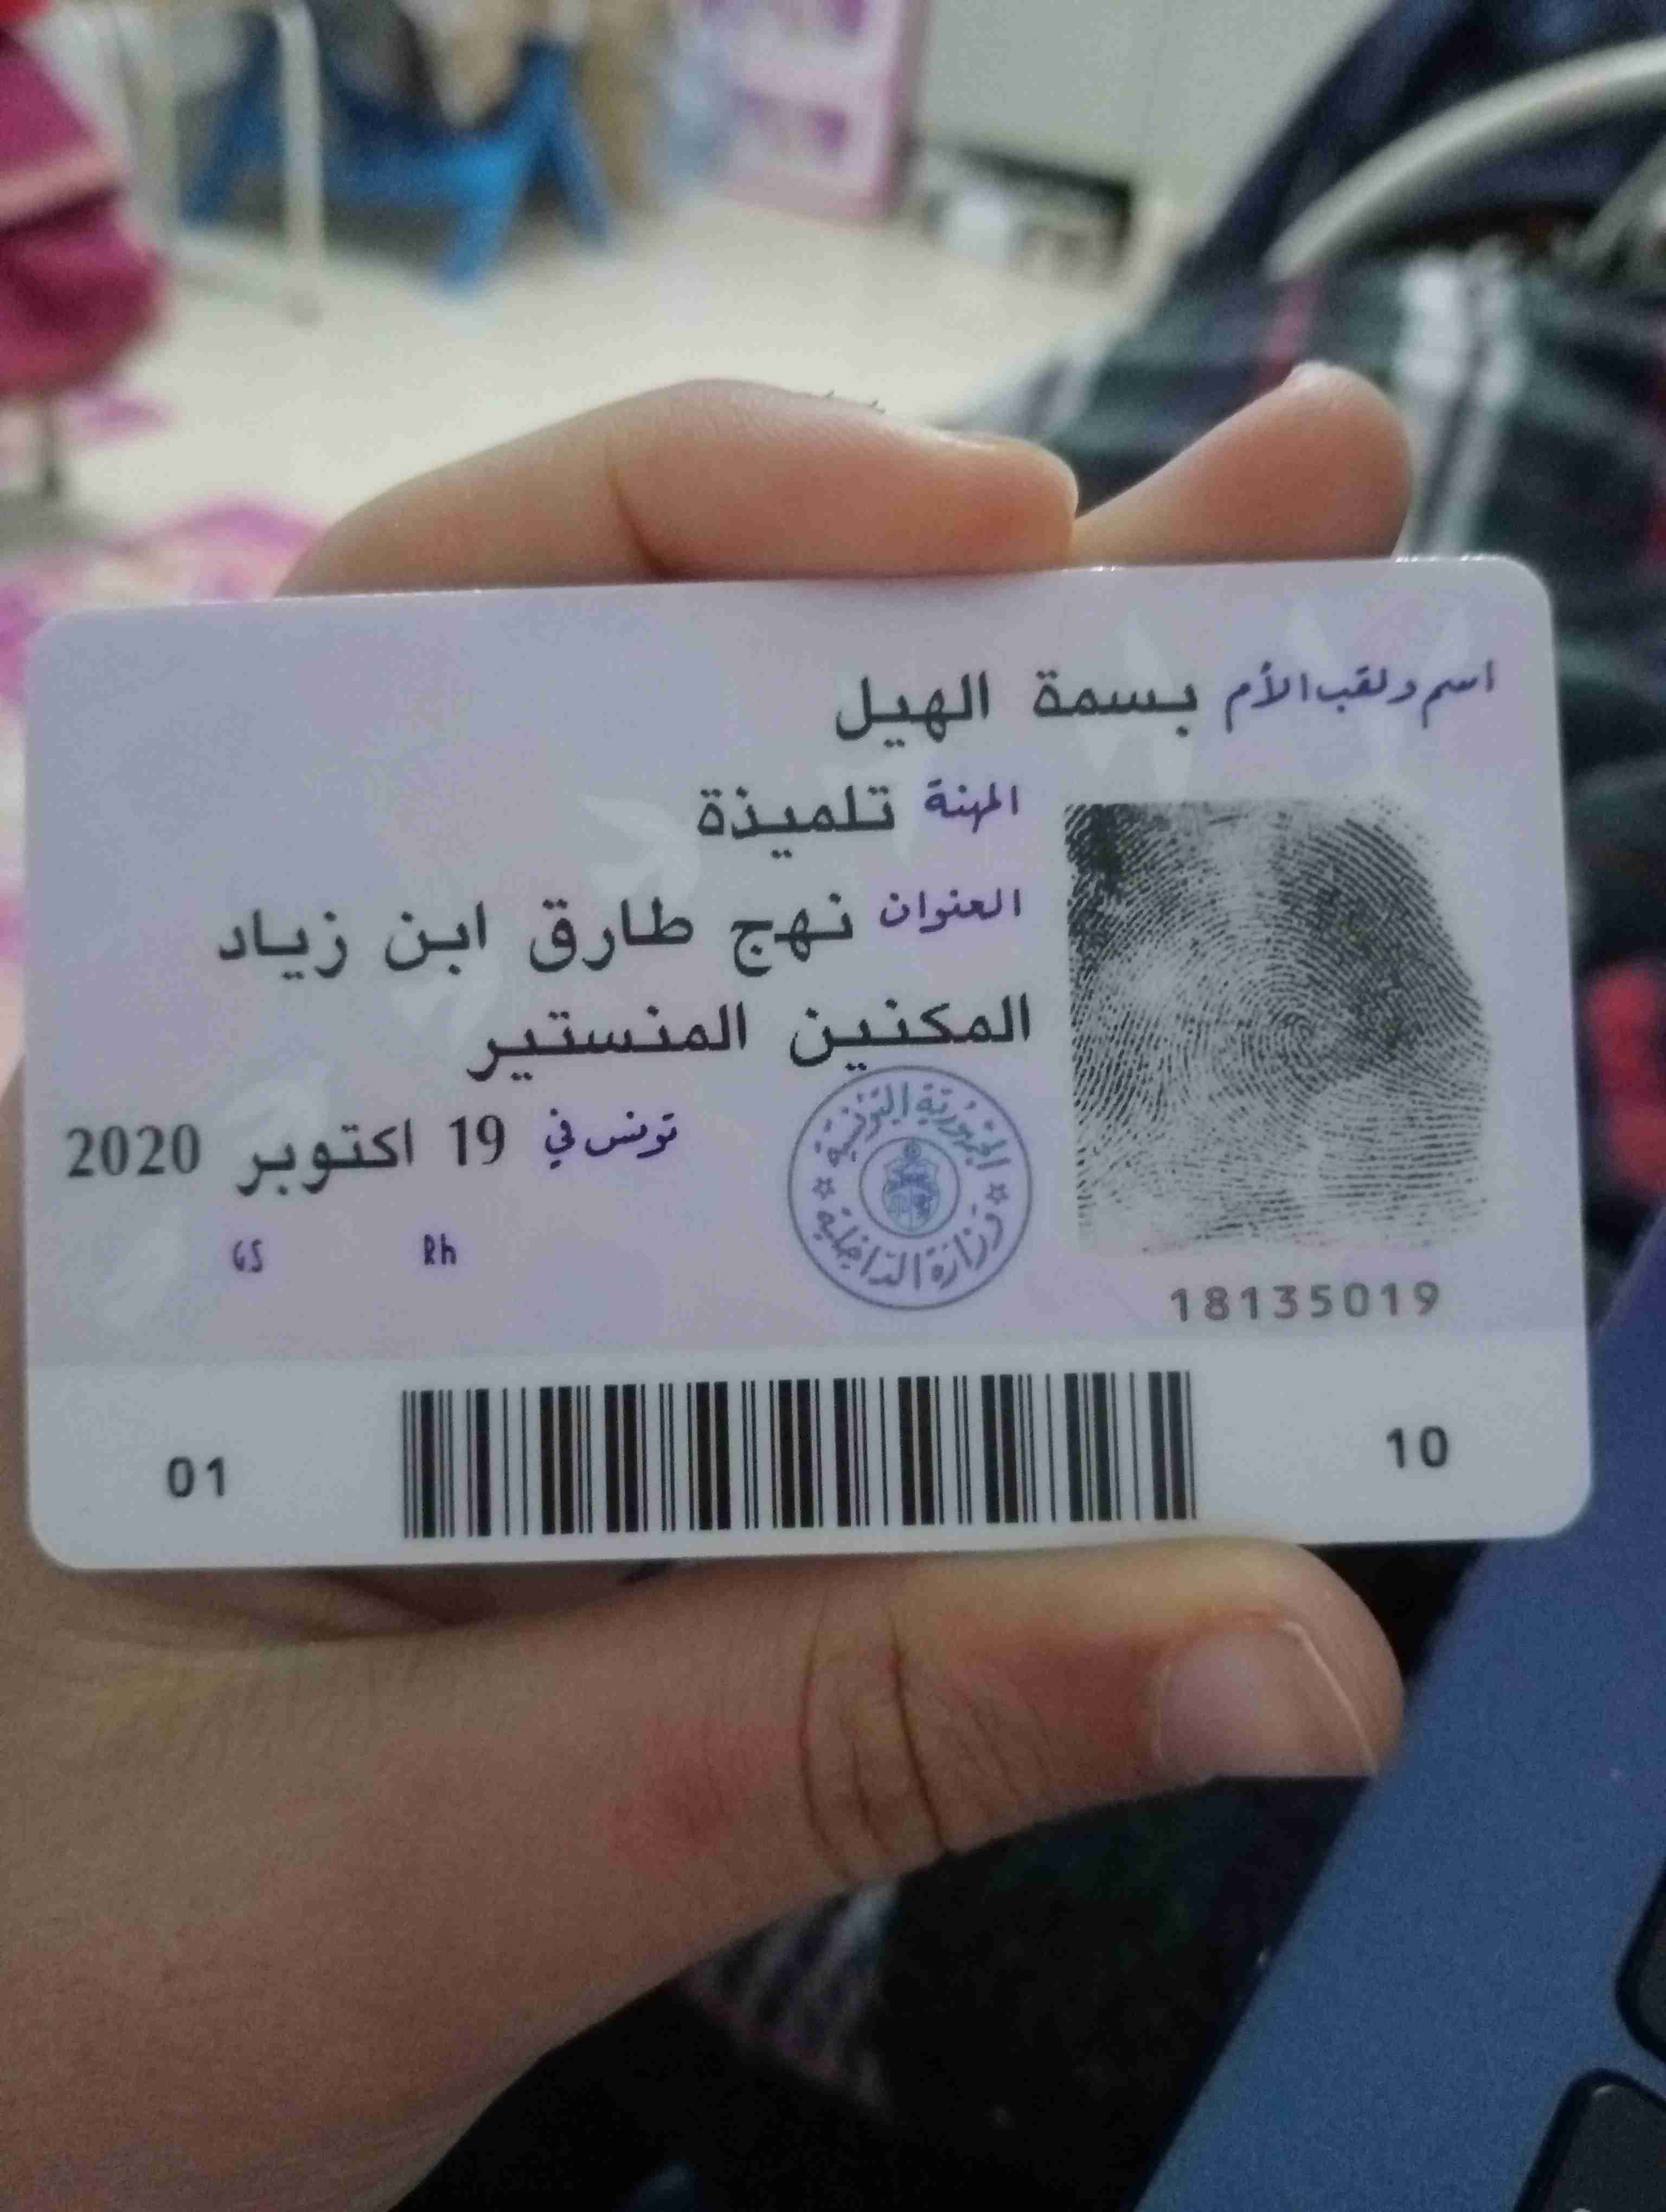 اسم ولقب الأم بسمة الهيل
المهنة تلميذة
العنوان نهج طارق ابن زياد
المكنين المنستير
تونس في 19 اكتوبر 2020
الجمهورية التونسية
وزارة الداخلية
GS Rh
18135019
01 10